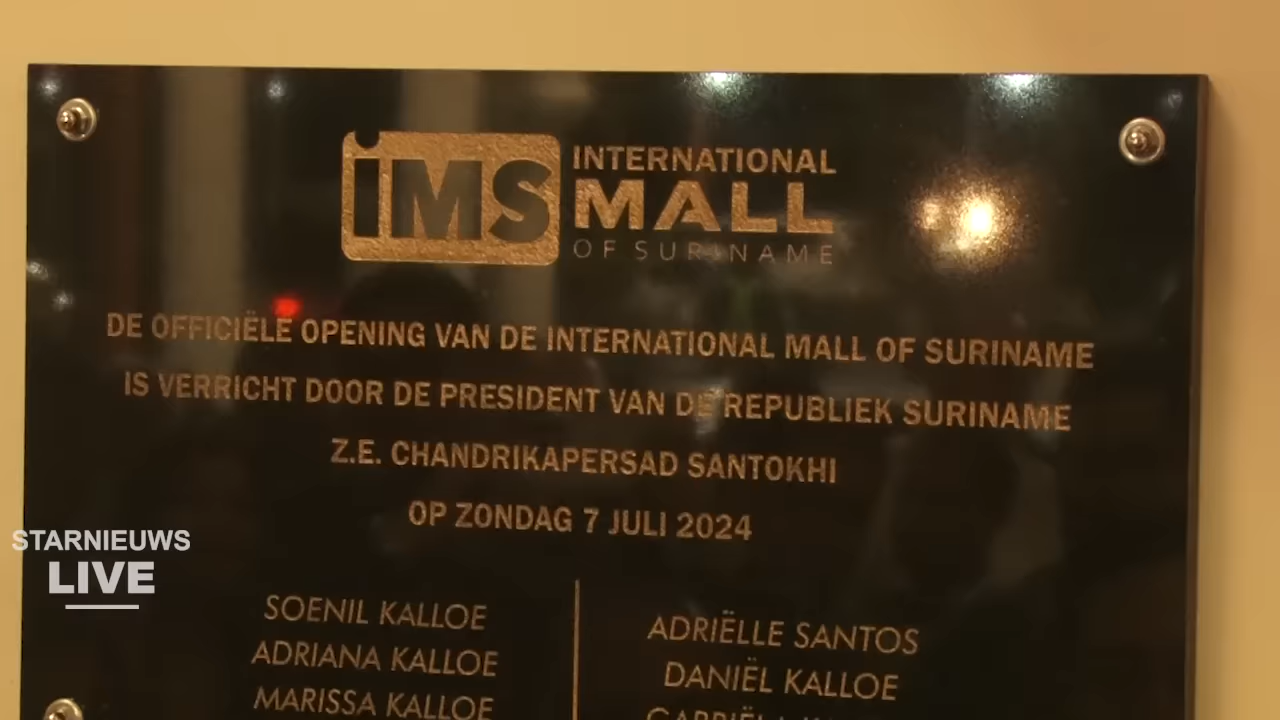 iMS
INTERNATIONAL
MALL
OF SURINAME
DE OFFICIËLE OPENING VAN DE INTERNATIONAL MALL OF SURINAME
IS VERRICHT DOOR DE PRESIDENT VAN DE REPUBLIEK SURINAME
Z.E. CHANDRIKAPERSAD SANTOKHI
OP ZONDAG 7 JULI 2024
STARNIEUWS
LIVE
SOENIL KALLOE
ADRIANA KALLOE
MARISSA KALLOE
ADRIËLLE SANTOS
DANIËL KALLOE